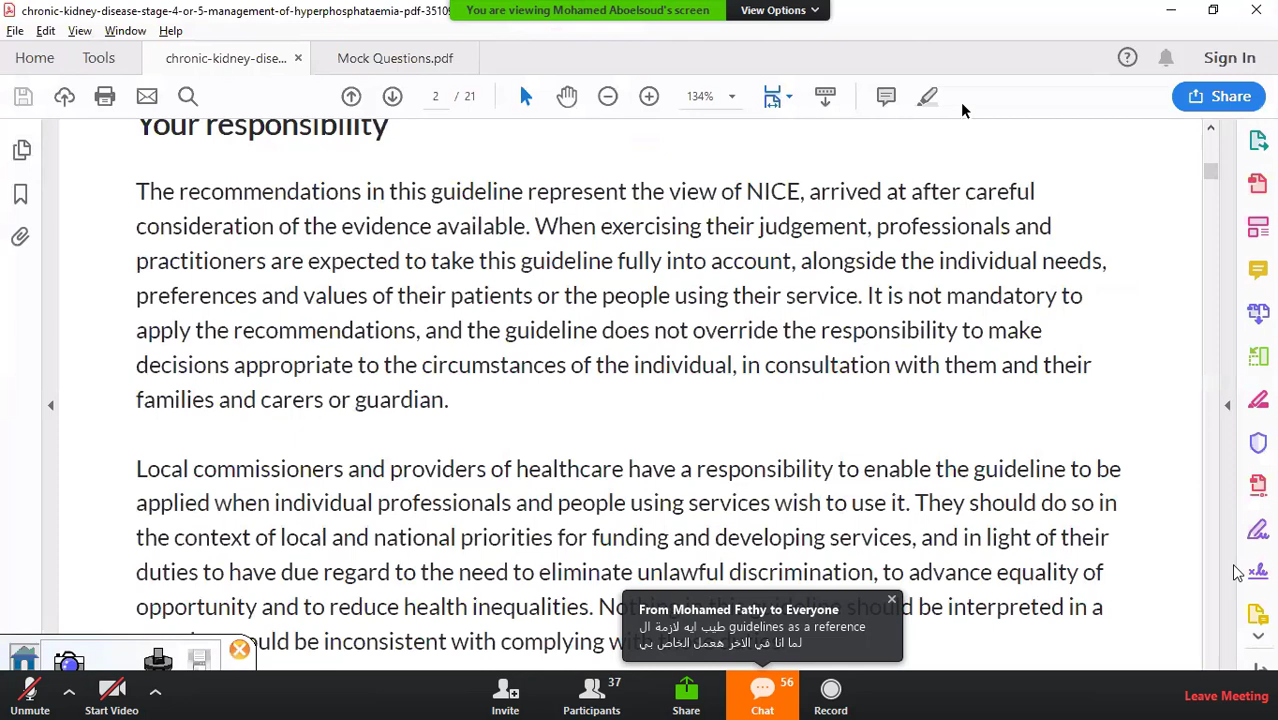 chronic-kidney-disease-stage-4-or-5-management-of-hyperphosphataemia-pdf-3510
You are viewing Mohamed Aboelsoud's screen
View Options
File Edit View Window Help
Home Tools chronic-kidney-dise... Mock Questions.pdf Sign In
2 / 21 134% Share
Your responsibility
The recommendations in this guideline represent the view of NICE, arrived at after careful
consideration of the evidence available. When exercising their judgement, professionals and
practitioners are expected to take this guideline fully into account, alongside the individual needs,
preferences and values of their patients or the people using their service. It is not mandatory to
apply the recommendations, and the guideline does not override the responsibility to make
decisions appropriate to the circumstances of the individual, in consultation with them and their
families and carers or guardian.
Local commissioners and providers of healthcare have a responsibility to enable the guideline to be
applied when individual professionals and people using services wish to use it. They should do so in
the context of local and national priorities for funding and developing services, and in light of their
duties to have due regard to the need to eliminate unlawful discrimination, to advance equality of
opportunity and to reduce health inequalities. No should be interpreted in a
ould be inconsistent with complying with
From Mohamed Fathy to Everyone
طيب ايه لازمة ال guidelines as a reference
لما انا في الاخر هعمل الخاص بي
Unmute Start Video Invite Participants 37 Share Chat 56 Record Leave Meeting